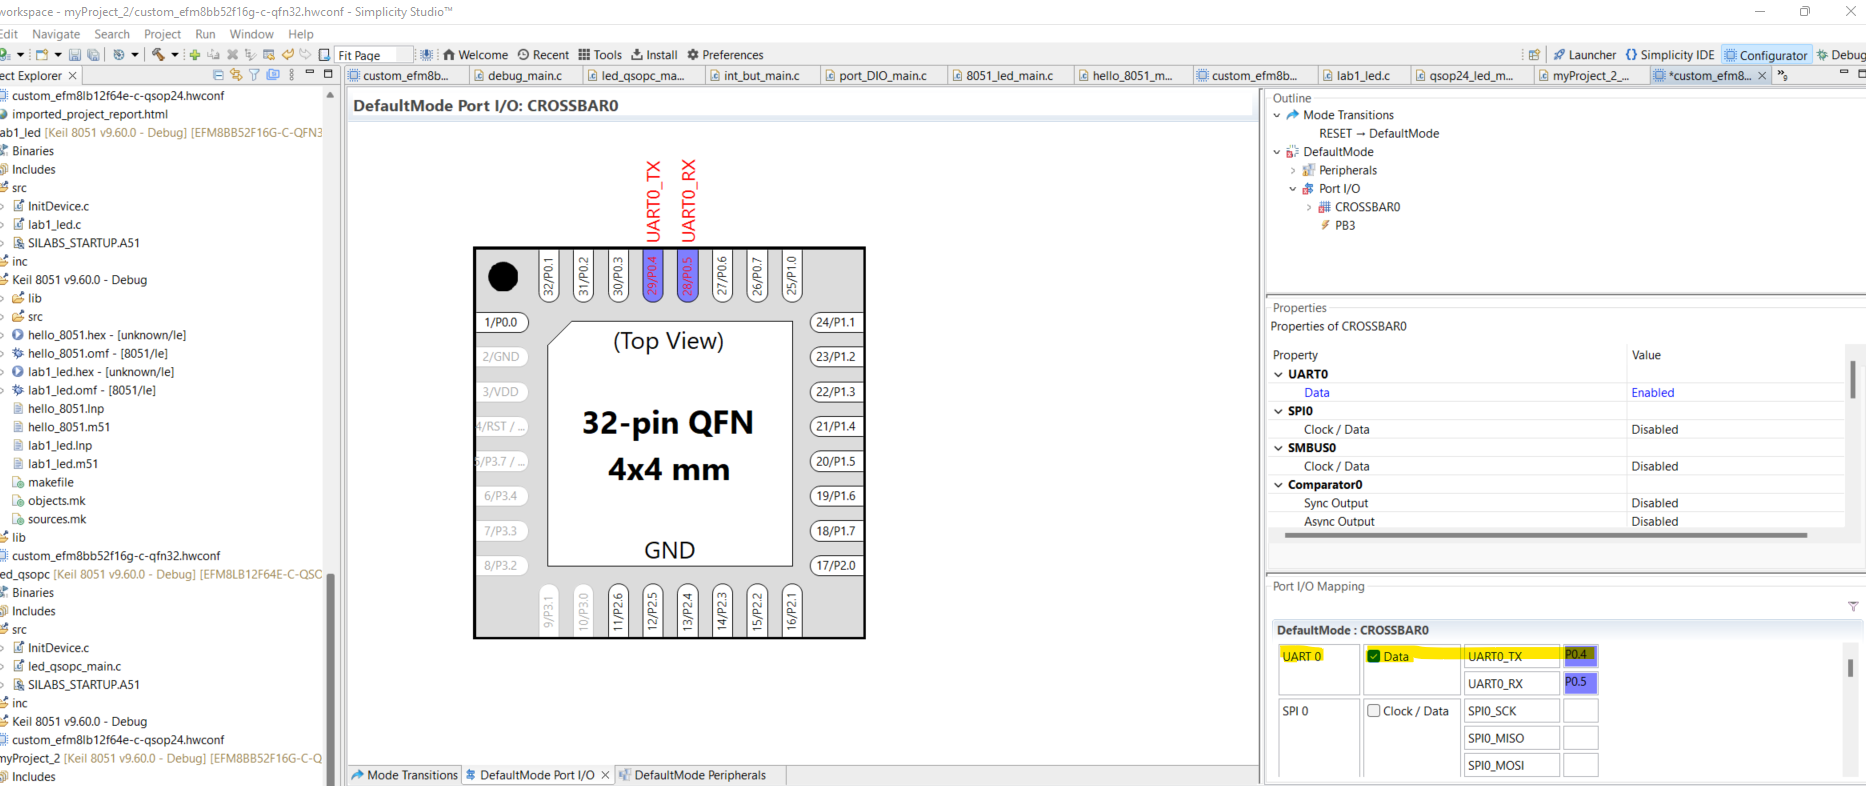 workspace - myProject_2/custom_efm8bb52f16g-c-qfn32.hwconf - Simplicity Studio™
Edit Navigate Search Project Run Window Help
Fit Page Welcome Recent Tools Install Preferences Launcher Simplicity IDE Configurator Debug
ect Explorer
custom_efm8b... debug_main.c led_qsopc_ma... int_but_main.c port_DIO_main.c 8051_led_main.c hello_8051_m... custom_efm8b... lab1_led.c qsop24_led_m... myProject_2_... *custom_efm8... »9
custom_efm8lb12f64e-c-qsop24.hwconf
imported_project_report.html
lab1_led [Keil 8051 v9.60.0 - Debug] [EFM8BB52F16G-C-QFN3
Binaries
Includes
src
InitDevice.c
lab1_led.c
SILABS_STARTUP.A51
inc
Keil 8051 v9.60.0 - Debug
lib
src
hello_8051.hex - [unknown/le]
hello_8051.omf - [8051/le]
lab1_led.hex - [unknown/le]
lab1_led.omf - [8051/le]
hello_8051.lnp
hello_8051.m51
lab1_led.lnp
lab1_led.m51
makefile
objects.mk
sources.mk
lib
custom_efm8bb52f16g-c-qfn32.hwconf
led_qsopc [Keil 8051 v9.60.0 - Debug] [EFM8LB12F64E-C-QSO
Binaries
Includes
src
InitDevice.c
led_qsopc_main.c
SILABS_STARTUP.A51
inc
Keil 8051 v9.60.0 - Debug
custom_efm8lb12f64e-c-qsop24.hwconf
myProject_2 [Keil 8051 v9.60.0 - Debug] [EFM8BB52F16G-C-Q
Includes
DefaultMode Port I/O: CROSSBAR0
UART0_TX
UART0_RX
32/P0.1
31/P0.2
30/P0.3
29/P0.4
28/P0.5
27/P0.6
26/P0.7
25/P1.0
1/P0.0
2/GND
3/VDD
4/RST / ...
5/P3.7 / ...
6/P3.4
7/P3.3
8/P3.2
(Top View)
32-pin QFN
4x4 mm
GND
24/P1.1
23/P1.2
22/P1.3
21/P1.4
20/P1.5
19/P1.6
18/P1.7
17/P2.0
9/P3.1
10/P3.0
11/P2.6
12/P2.5
13/P2.4
14/P2.3
15/P2.2
16/P2.1
Mode Transitions DefaultMode Port I/O DefaultMode Peripherals
Outline
Mode Transitions
RESET → DefaultMode
DefaultMode
Peripherals
Port I/O
CROSSBAR0
PB3
Properties
Properties of CROSSBAR0
Property Value
UART0
Data Enabled
SPI0
Clock / Data Disabled
SMBUS0
Clock / Data Disabled
Comparator0
Sync Output Disabled
Async Output Disabled
Port I/O Mapping
DefaultMode : CROSSBAR0
UART 0 Data UART0_TX P0.4
UART0_RX P0.5
SPI 0 Clock / Data SPI0_SCK
SPI0_MISO
SPI0_MOSI